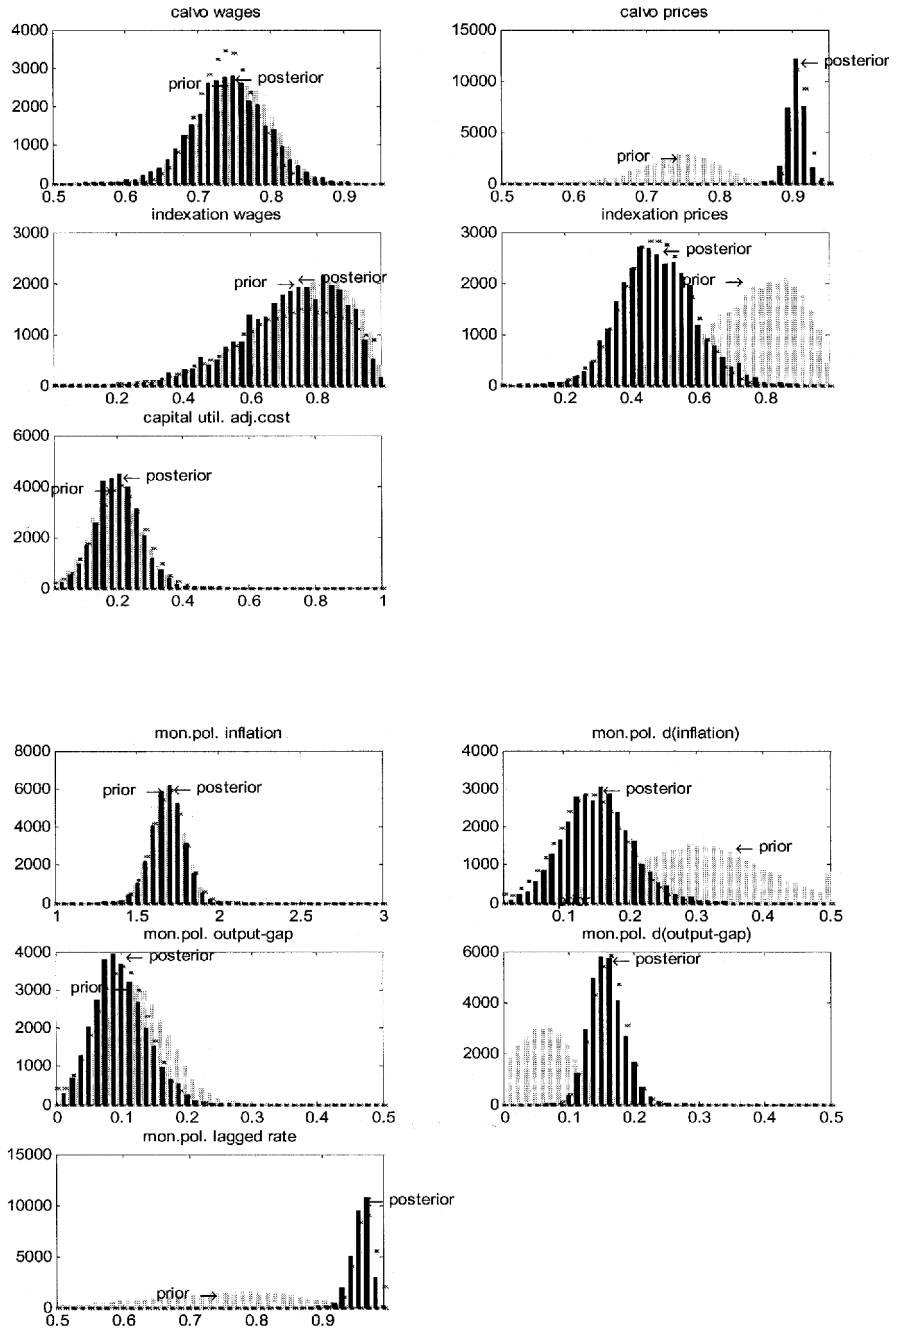 calvo wages
4000
3000
2000
1000
0
prior
posterior
0.5 0.6 0.7 0.8 0.9
calvo prices
15000
10000
5000
0
prior
posterior
0.5 0.6 0.7 0.8 0.9
indexation wages
3000
2000
1000
0
prior
posterior
0.2 0.4 0.6 0.8
indexation prices
3000
2000
1000
0
posterior
prior
0.2 0.4 0.6 0.8
capital util. adj.cost
6000
4000
2000
0
prior
posterior
0.2 0.4 0.6 0.8 1
mon.pol. inflation
8000
6000
4000
2000
0
prior
posterior
1 1.5 2 2.5 3
mon.pol. d(inflation)
4000
3000
2000
1000
0
posterior
prior
0.1 0.2 0.3 0.4 0.5
mon.pol. output-gap
4000
3000
2000
1000
0
posterior
prior
0 0.1 0.2 0.3 0.4 0.5
mon.pol. d(output-gap)
6000
4000
2000
0
posterior
0 0.1 0.2 0.3 0.4 0.5
mon.pol. lagged rate
15000
10000
5000
0
posterior
prior
0.5 0.6 0.7 0.8 0.9